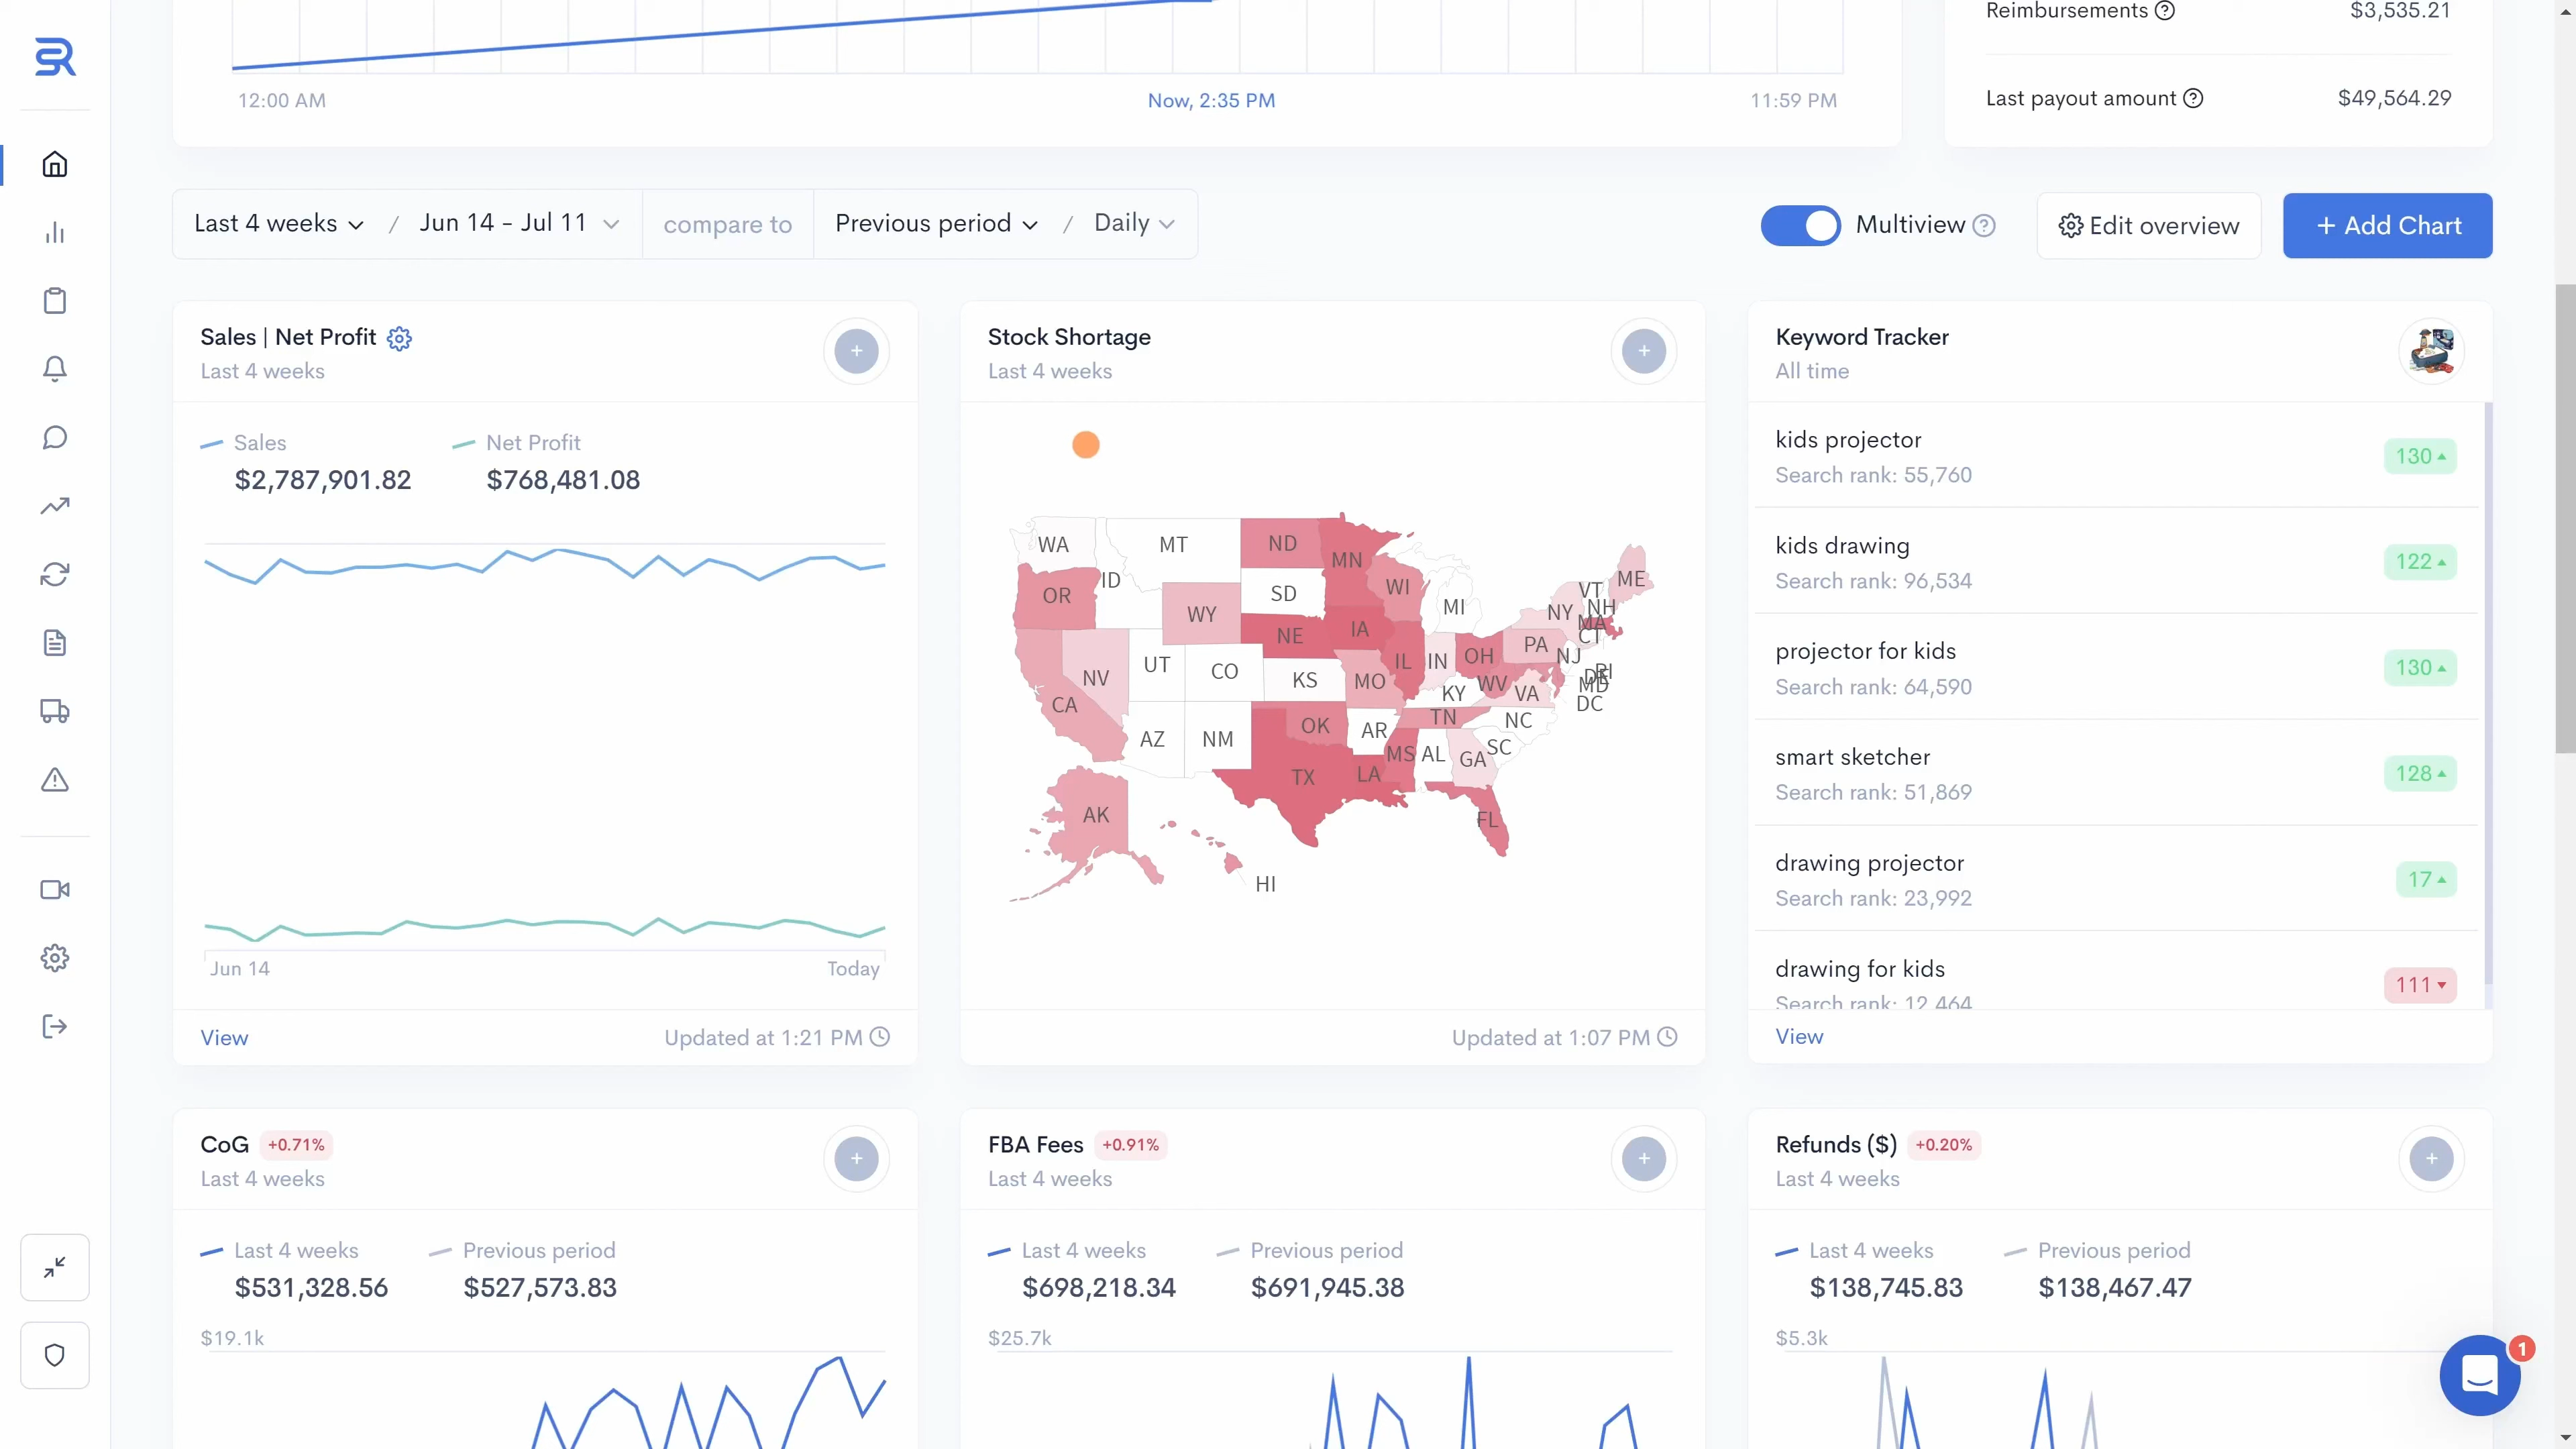 Reimbursements ?
$3,535.21
12:00 AM
Now, 2:35 PM
11:59 PM
Last payout amount ?
$49,564.29
Last 4 weeks / Jun 14 - Jul 11
compare to
Previous period / Daily
Multiview ?
Edit overview
+ Add Chart
Sales | Net Profit
Last 4 weeks
Sales
$2,787,901.82
Net Profit
$768,481.08
Jun 14
Today
View
Updated at 1:21 PM
Stock Shortage
Last 4 weeks
WA
MT
ND
MN
ID
OR
SD
WI
VT
ME
WY
MI
NY
NH
NE
IA
MA
CT
PA
NJ
UT
CO
IL
IN
OH
RI
NV
KS
MO
WV
DE
MD
KY
VA
DC
CA
TN
NC
OK
AR
AZ
NM
SC
MS
AL
GA
TX
LA
AK
FL
HI
Updated at 1:07 PM
Keyword Tracker
All time
kids projector
Search rank: 55,760
130
kids drawing
Search rank: 96,534
122
projector for kids
Search rank: 64,590
130
smart sketcher
Search rank: 51,869
128
drawing projector
Search rank: 23,992
17
drawing for kids
Search rank: 12,464
111
View
CoG +0.71%
Last 4 weeks
Last 4 weeks
$531,328.56
Previous period
$527,573.83
$19.1k
FBA Fees +0.91%
Last 4 weeks
Last 4 weeks
$698,218.34
Previous period
$691,945.38
$25.7k
Refunds ($) +0.20%
Last 4 weeks
Last 4 weeks
$138,745.83
Previous period
$138,467.47
$5.3k
1